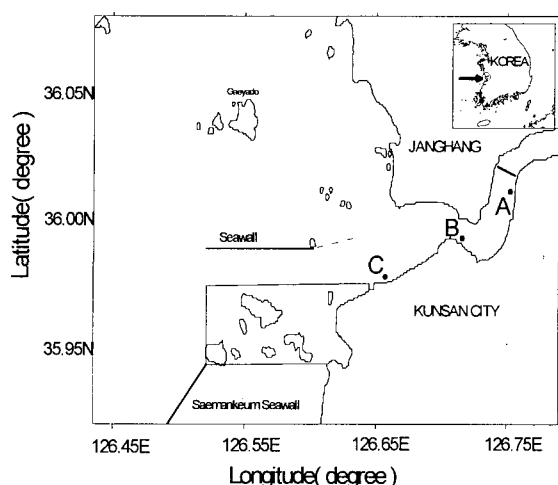 KOREA
36.05N
Gaeyado
JANGHANG
A
36.00N
B
Seawall
C
KUNSAN CITY
35.95N
Saemankeum Seawall
126.45E 126.55E 126.65E 126.75E
Latitude( degree)
Longitude( degree)